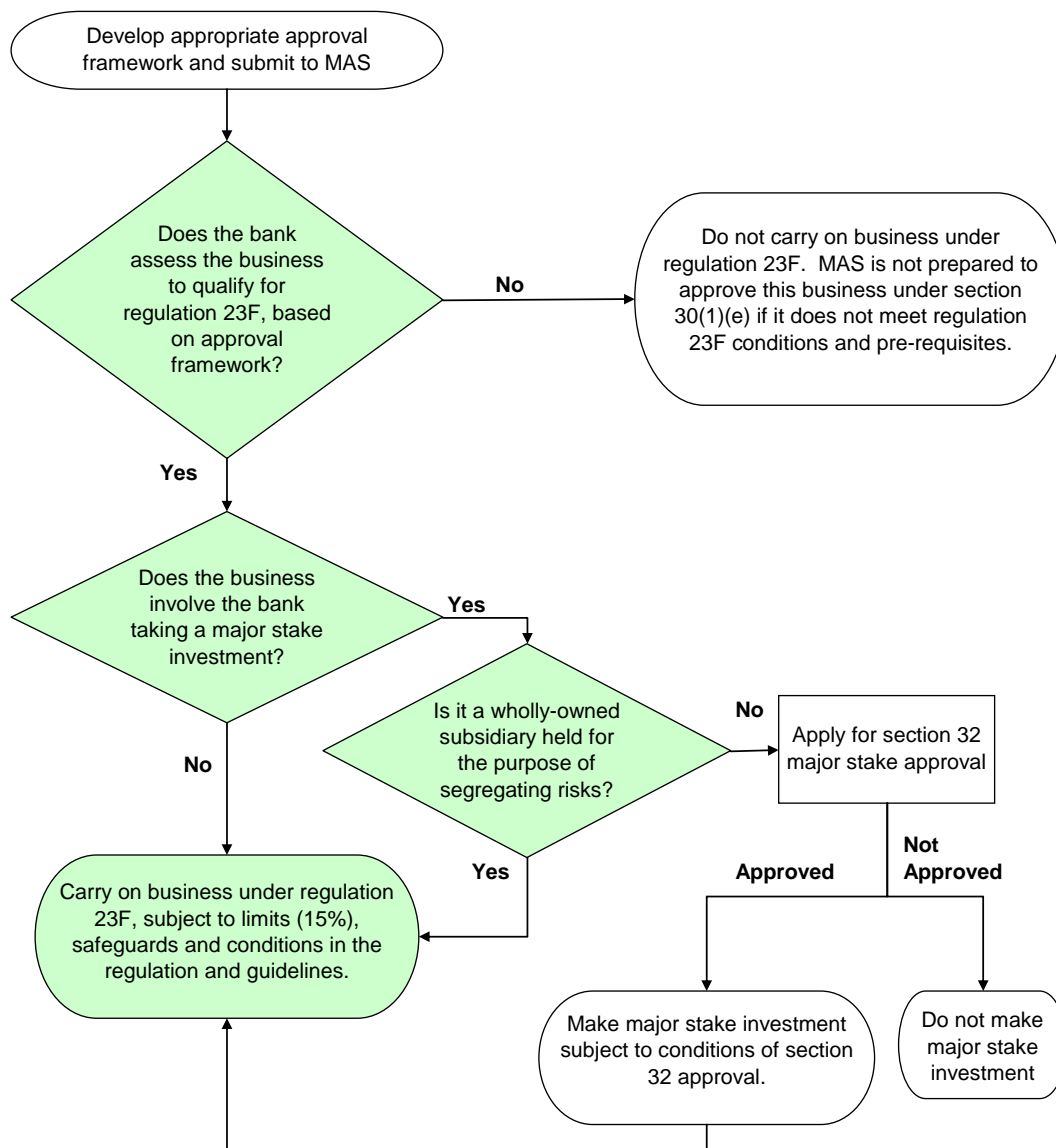 Develop appropriate approval
framework and submit to MAS
Does the bank
assess the business
to qualify for
regulation 23F, based
on approval
framework?
No
Do not carry on business under
regulation 23F.  MAS is not prepared to
approve this business under section
30(1)(e) if it does not meet regulation
23F conditions and pre-requisites.
Yes
Does the business
involve the bank
taking a major stake
investment?
Yes
Is it a wholly-owned
subsidiary held for
the purpose of
segregating risks?
No
Apply for section 32
major stake approval
No
Yes
Approved
Not
Approved
Carry on business under regulation
23F, subject to limits (15%),
safeguards and conditions in the
regulation and guidelines.
Make major stake investment
subject to conditions of section
32 approval.
Do not make
major stake
investment